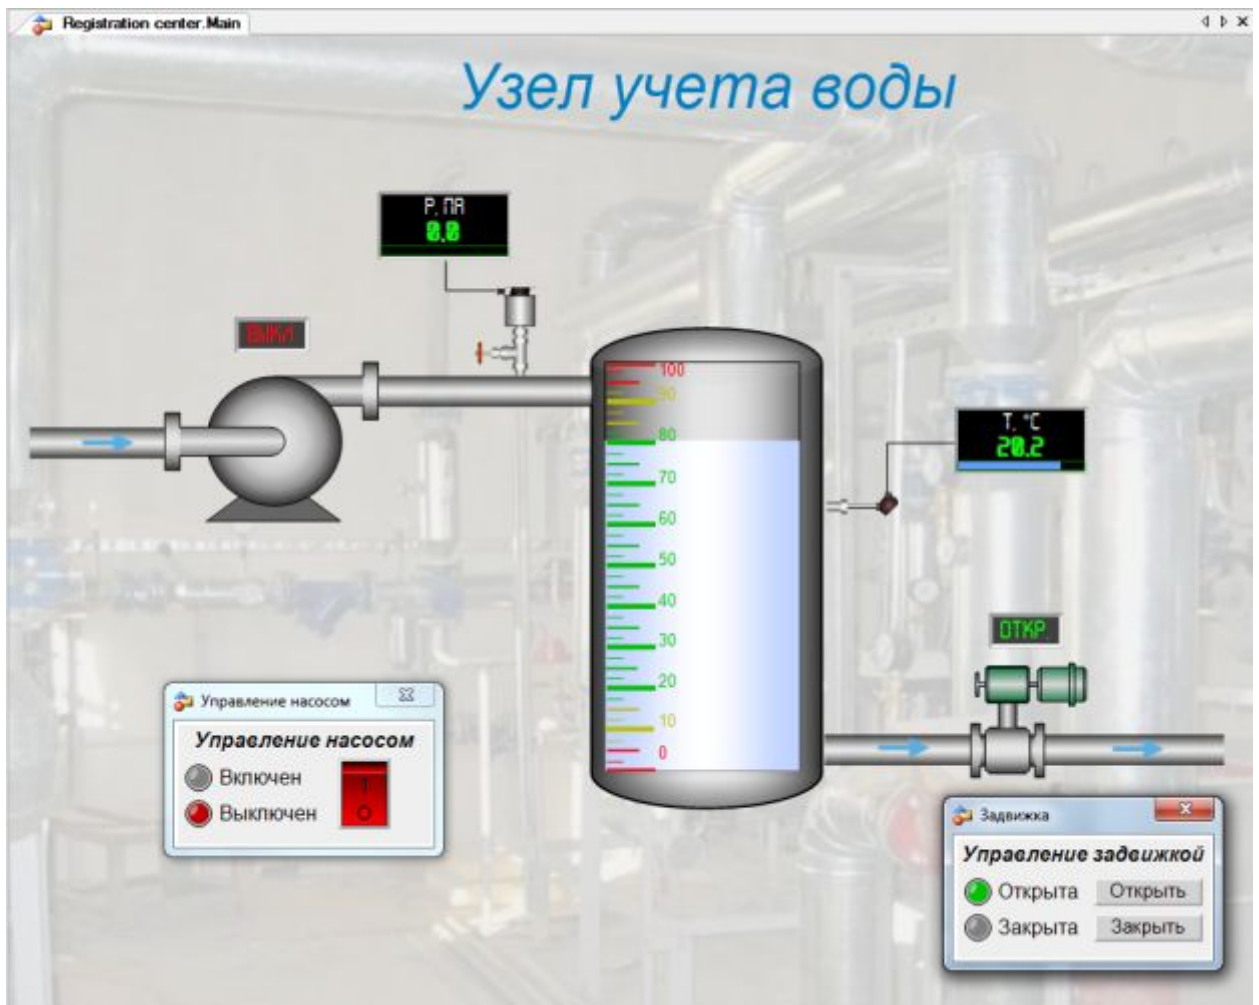 Registration center.Main
Узел учета воды
P, ПА
0.0
ВЫКЛ
100
90
80
70
60
50
40
30
20
10
0
T, °C
20.2
ОТКР.
Управление насосом
Управление насосом
Включен
Выключен
I
O
Задвижка
Управление задвижкой
Открыта
Открыть
Закрыта
Закрыть